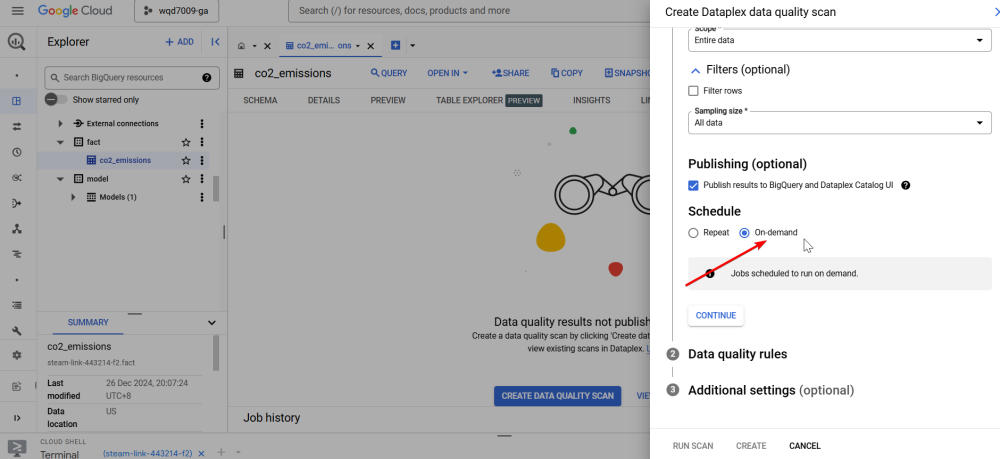 Google Cloud
wqd7009-ga
Search (/) for resources, docs, products and more
Explorer
+ ADD
Search BigQuery resources
Show starred only
External connections
fact
co2_emissions
model
Models (1)
SUMMARY
co2_emissions
steam-link-443214-f2.fact
Last modified
26 Dec 2024, 20:07:24 UTC+8
Data location
US
co2_emi... ons
co2_emissions
QUERY
OPEN IN
SHARE
COPY
SNAPSHO
SCHEMA
DETAILS
PREVIEW
TABLE EXPLORER PREVIEW
INSIGHTS
LI
Data quality results not publish
Create a data quality scan by clicking 'Create dat
view existing scans in Dataplex.
CREATE DATA QUALITY SCAN
VIE
Job history
CLOUD SHELL
Terminal
(steam-link-443214-f2)
Create Dataplex data quality scan
Scope *
Entire data
Filters (optional)
Filter rows
Sampling size *
All data
Publishing (optional)
Publish results to BigQuery and Dataplex Catalog UI
Schedule
Repeat
On-demand
Jobs scheduled to run on demand.
CONTINUE
2 Data quality rules
3 Additional settings (optional)
RUN SCAN
CREATE
CANCEL